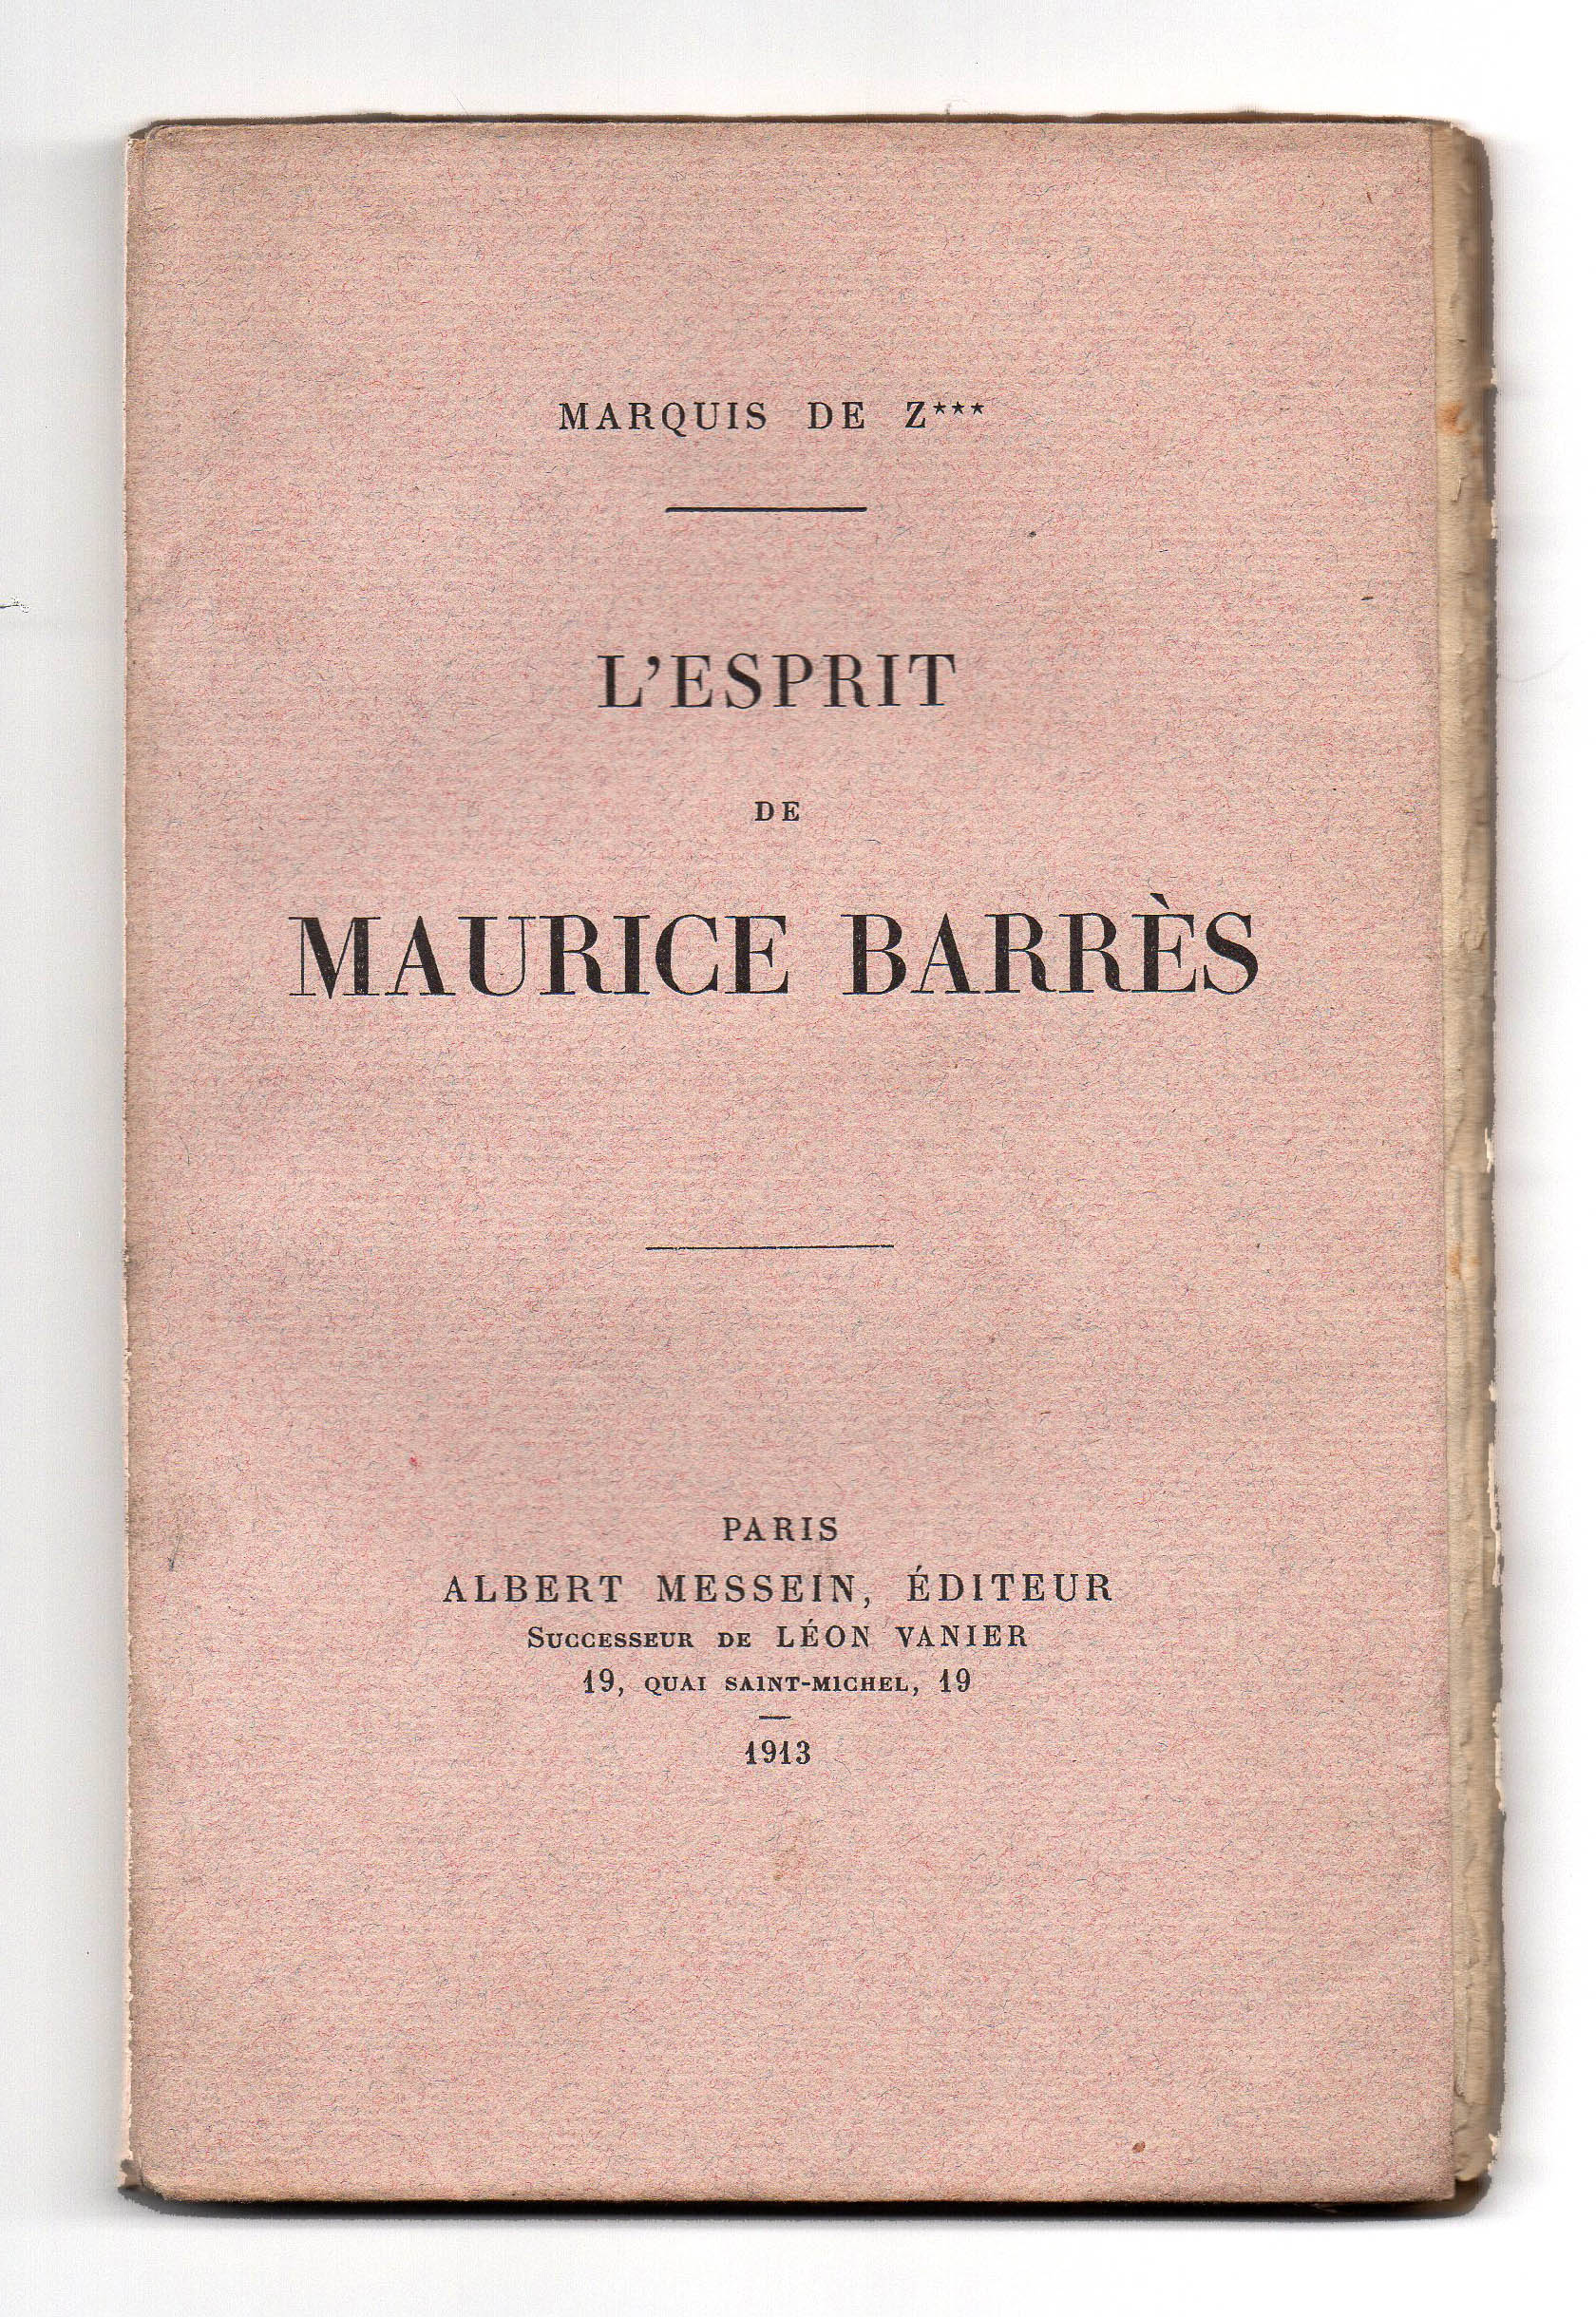 MARQUIS DE Z***
L'ESPRIT
DE
MAURICE BARRÈS
PARIS
ALBERT MESSEIN, ÉDITEUR
SUCCESSEUR DE LÉON VANIER
19, QUAI SAINT-MICHEL, 19
1913